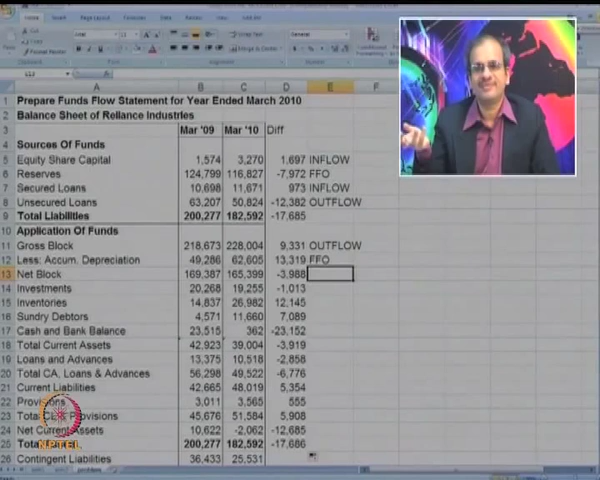 Prepare Funds Flow Statement for Year Ended March 2010
Balance Sheet of Reliance Industries
Mar '09 Mar '10 Diff
Sources Of Funds
Equity Share Capital 1,574 3,270 1,697 INFLOW
Reserves 124,799 116,827 -7,972 FFO
Secured Loans 10,698 11,671 973 INFLOW
Unsecured Loans 63,207 50,824 -12,382 OUTFLOW
Total Liabilities 200,277 182,592 -17,685
Application Of Funds
Gross Block 218,673 228,004 9,331 OUTFLOW
Less: Accum. Depreciation 49,286 62,605 13,319 FFO
Net Block 169,387 165,399 -3,988
Investments 20,268 19,255 -1,013
Inventories 14,837 26,982 12,145
Sundry Debtors 4,571 11,660 7,089
Cash and Bank Balance 23,515 362 -23,152
Total Current Assets 42,923 39,004 -3,919
Loans and Advances 13,375 10,518 -2,858
Total CA, Loans & Advances 56,298 49,522 -6,776
Current Liabilities 42,665 48,019 5,354
Provisions 3,011 3,565 555
Provisions 45,676 51,584 5,908
Net Current Assets 10,622 -2,062 -12,685
200,277 182,592 -17,686
Contingent Liabilities 36,433 25,531
NPTEL